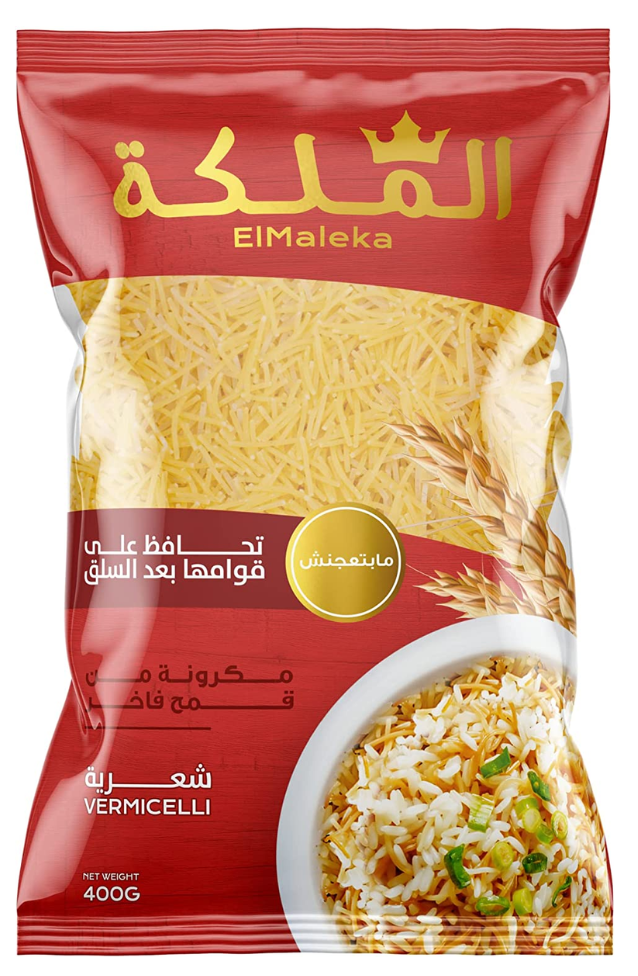 الملكة
ElMaleka
تحافظ على
قوامها بعد السلق
مابتعجنش
مكرونة من
قمح فاخر
شعرية
VERMICELLI
NET WEIGHT
400G